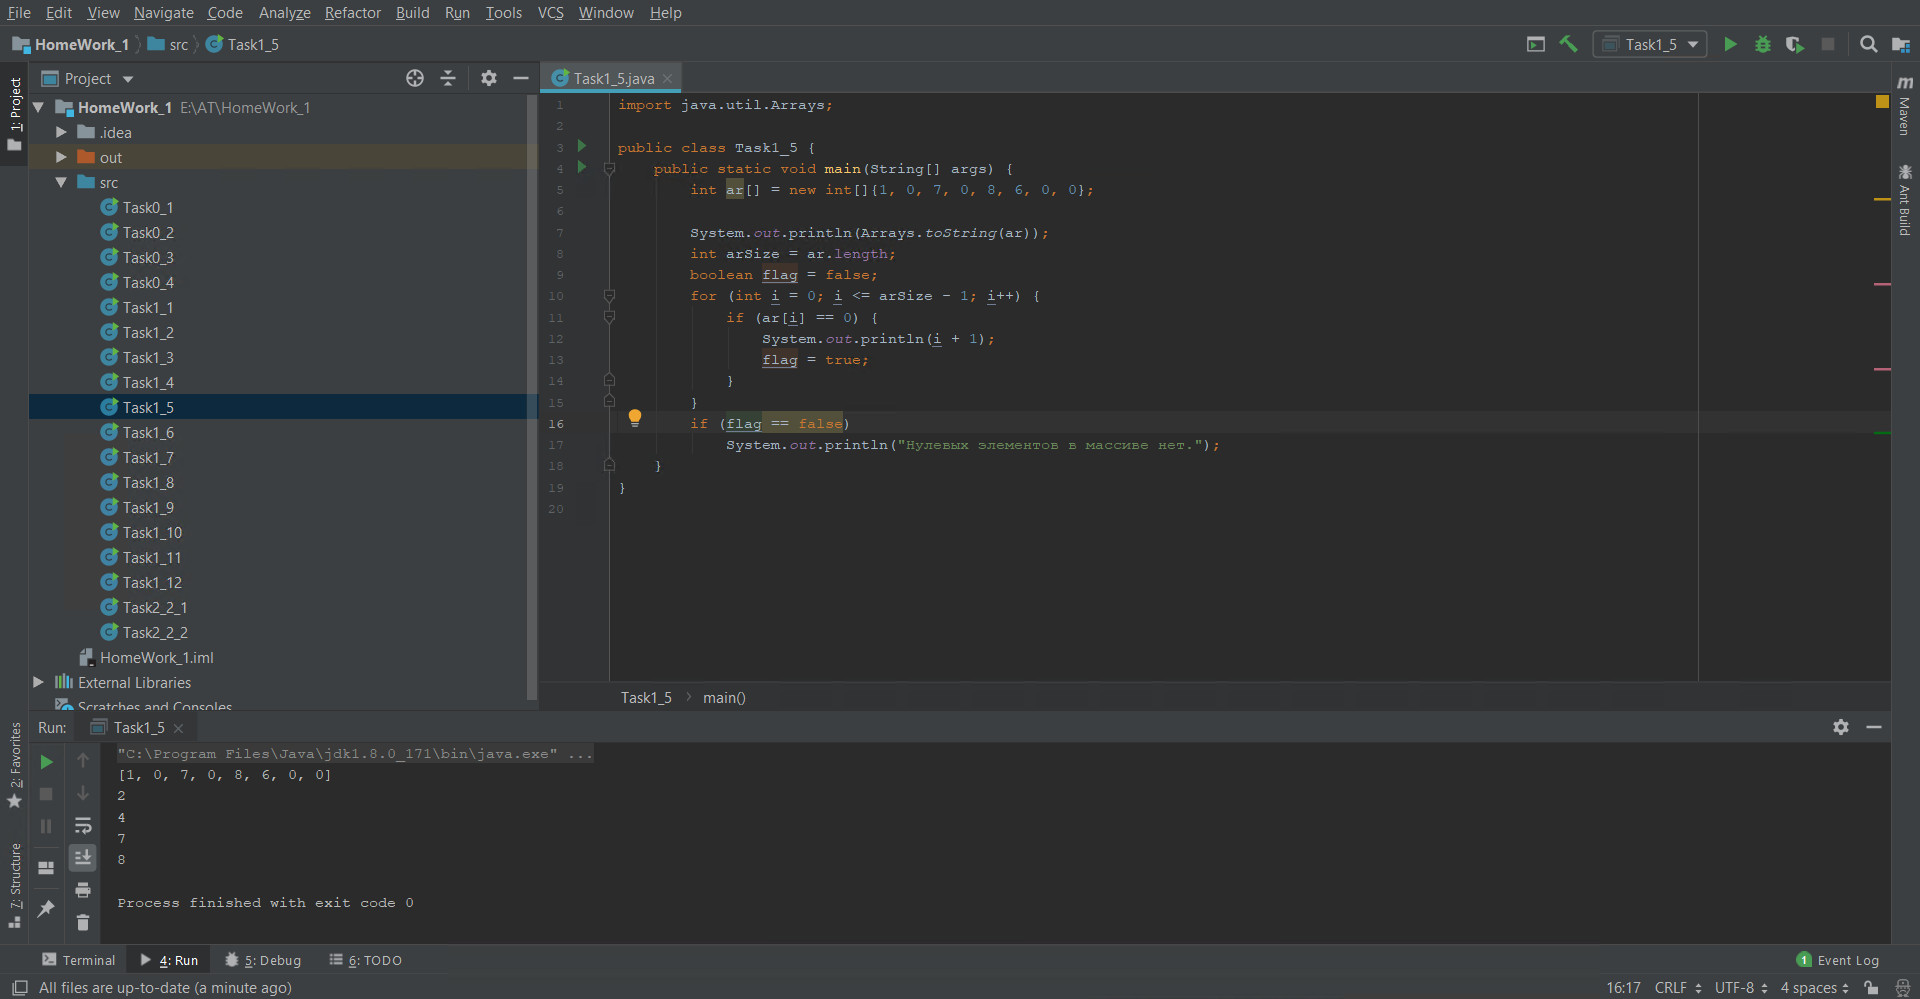 File Edit View Navigate Code Analyze Refactor Build Run Tools VCS Window Help
HomeWork_1 src Task1_5
Task1_5
Project
1: Project
HomeWork_1 E:\AT\HomeWork_1
.idea
out
src
Task0_1
Task0_2
Task0_3
Task0_4
Task1_1
Task1_2
Task1_3
Task1_4
Task1_5
Task1_6
Task1_7
Task1_8
Task1_9
Task1_10
Task1_11
Task1_12
Task2_2_1
Task2_2_2
HomeWork_1.iml
External Libraries
Scratches and Consoles
Task1_5.java
1 import java.util.Arrays;
2
3 public class Task1_5 {
4 public static void main(String[] args) {
5 int ar[] = new int[]{1, 0, 7, 0, 8, 6, 0, 0};
6
7 System.out.println(Arrays.toString(ar));
8 int arSize = ar.length;
9 boolean flag = false;
10 for (int i = 0; i <= arSize - 1; i++) {
11 if (ar[i] == 0) {
12 System.out.println(i + 1);
13 flag = true;
14 }
15 }
16 if (flag == false)
17 System.out.println("Нулевых элементов в массиве нет.");
18 }
19 }
20
Task1_5 main()
m Maven
Ant Build
Run: Task1_5
2: Favorites
7: Structure
"C:\Program Files\Java\jdk1.8.0_171\bin\java.exe" ...
[1, 0, 7, 0, 8, 6, 0, 0]
2
4
7
8
Process finished with exit code 0
Terminal 4: Run 5: Debug 6: TODO
1 Event Log
All files are up-to-date (a minute ago)
16:17 CRLF UTF-8 4 spaces